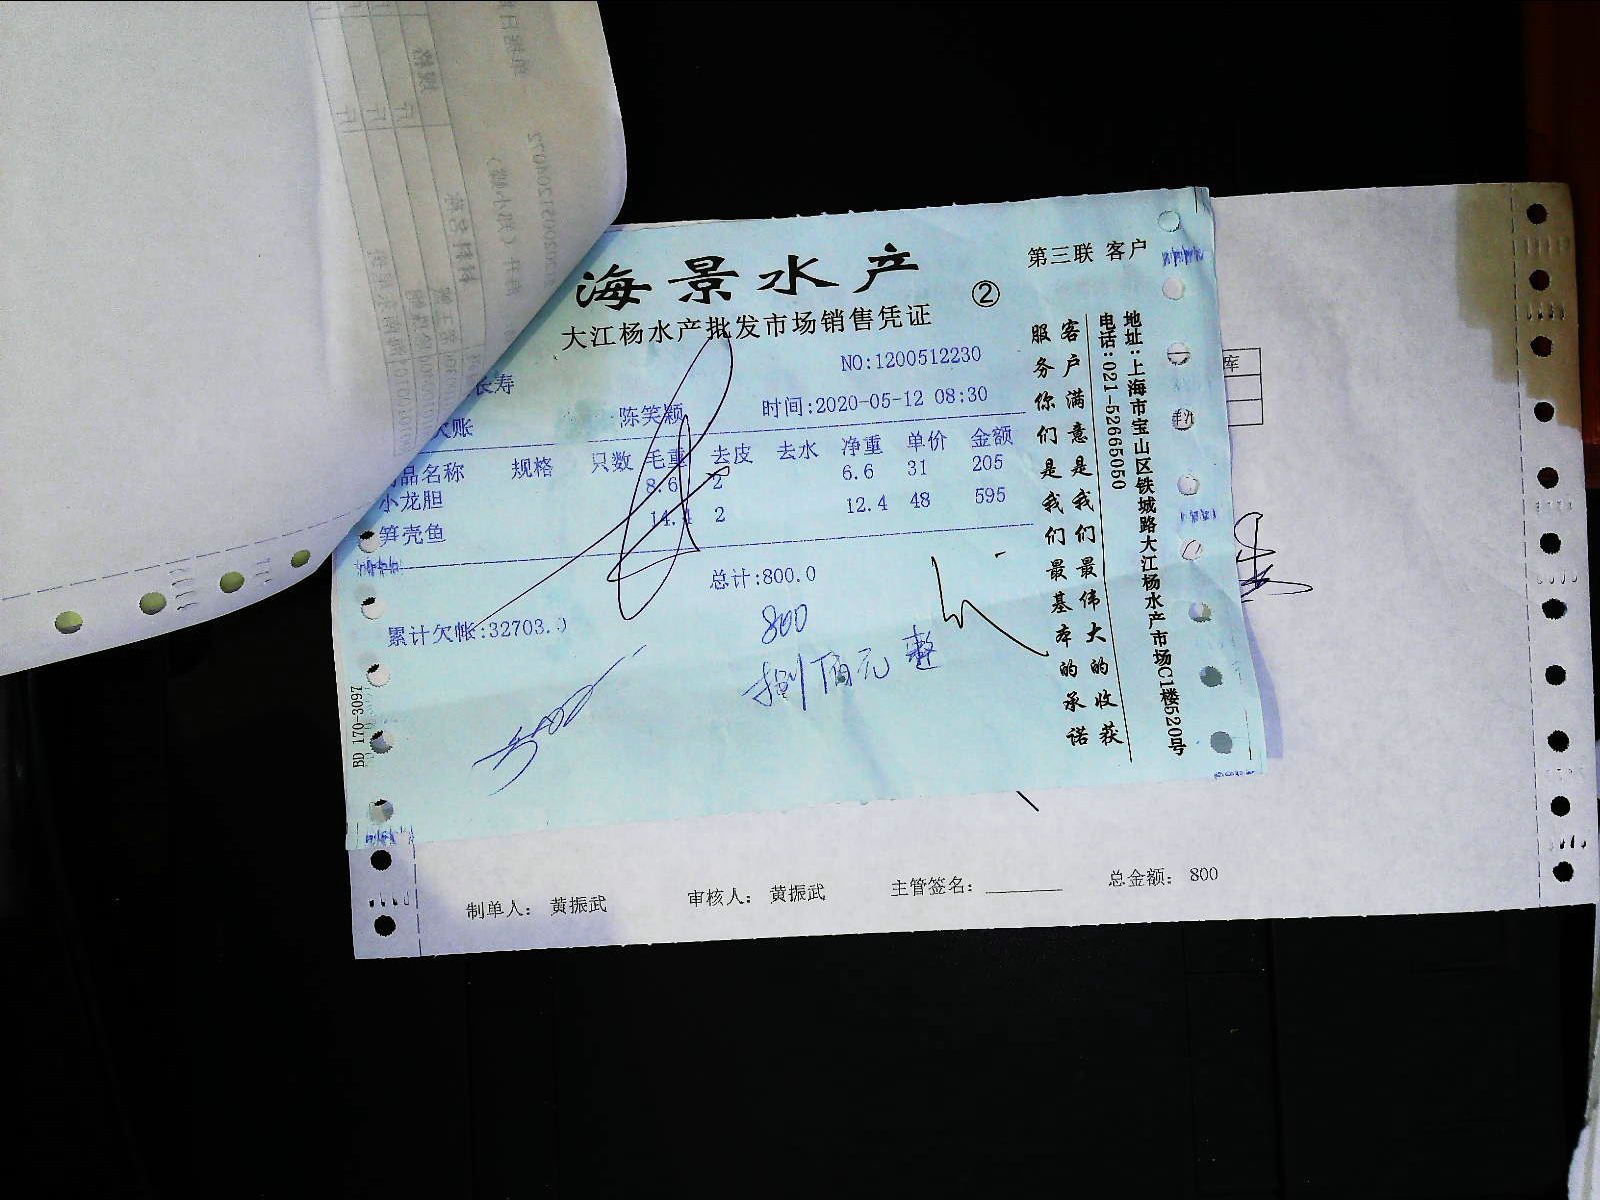 海景水产
大江杨水产批发市场销售凭证
②
第三联 客户
NO:1200512230
长寿
欠账 陈笑颖 时间:2020-05-12 08:30
品名称 规格 只数 毛重 去皮 去水 净重 单价 金额
小龙胆 8.6 2 6.6 31 205
笋壳鱼 14.4 2 12.4 48 595
总计:800.0
累计欠帐:32703.0
800
捌佰元整
客户满意是我们最伟大的收获
服务你们是我们最基本的承诺
地址:上海市宝山区铁城路大江杨水产市场C1楼520号
电话:021-52665050
BD 170-3097
库
制单人: 黄振武 审核人: 黄振武 主管签名: 总金额: 800